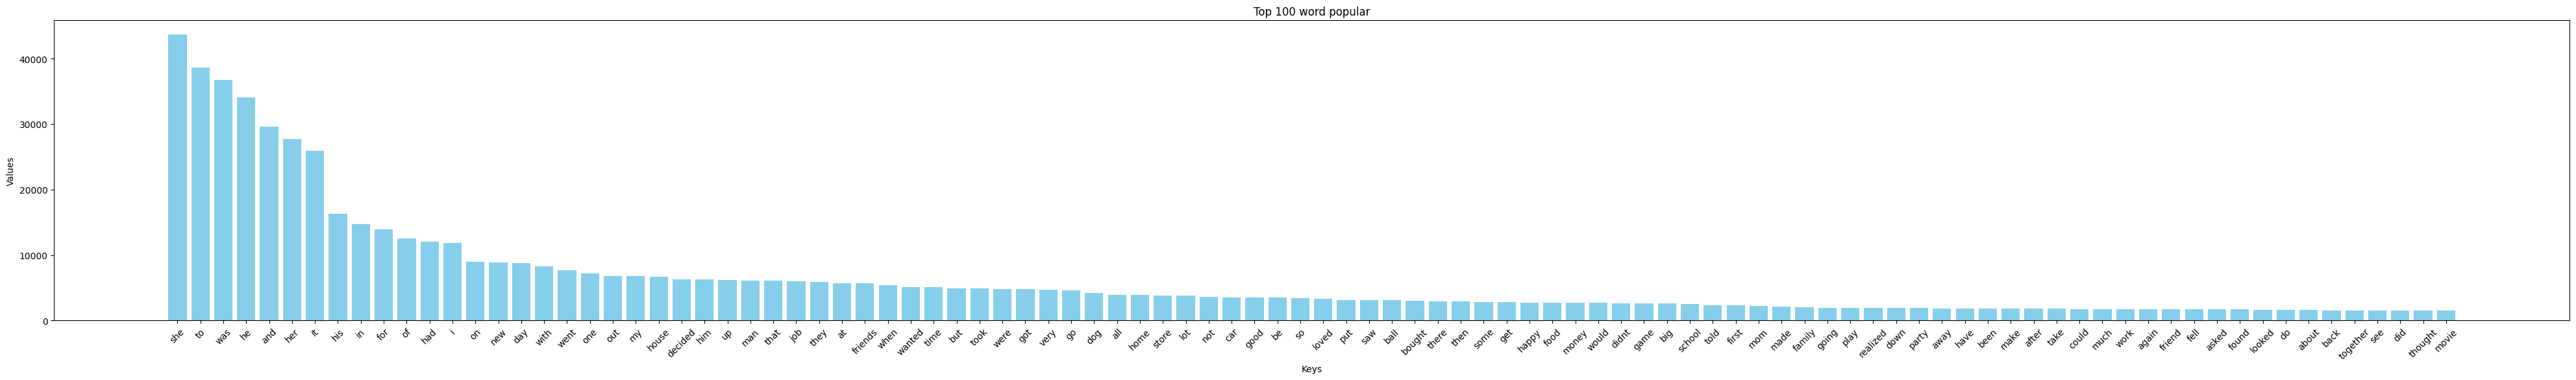 Top 100 word popular
Values
40000
30000
20000
10000
0
she to was he and her it his in for of had i on new day with went one out my house decided him up man that job they at friends when wanted time but took were got very go dog all home store lot not car good be so loved put saw ball bought there then some get happy food money would didnt game big school told first mom made family going play realized down party away have been make after take could much work again friend fell asked found looked do about back together see did thought movie
Keys